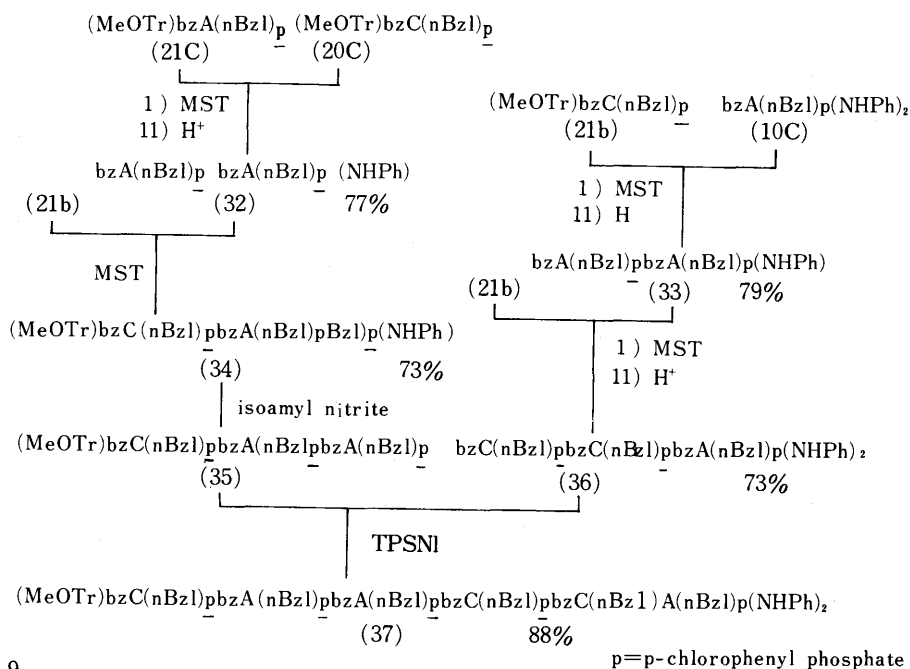 (MeOTr)bzA(nBzl)p (MeOTr)bzC(nBzl)p
(21C) (20C)
1) MST
11) H+
bzA(nBzl)p bzA(nBzl)p (NHPh)
(21b) (32) 77%
MST
(MeOTr)bzC(nBzl)pbzA(nBzl)pBzl)p(NHPh)
(34) 73%
isoamyl nitrite
(MeOTr)bzC(nBzl)p bzA(nBzl)p(NHPh)₂
(21b) (10C)
1) MST
11) H
bzA(nBzl)pbzA(nBzl)p(NHPh)
(21b) (33) 79%
1) MST
11) H+
(MeOTr)bzC(nBzl)pbzA(nBzlpbzA(nBzl)p bzC(nBzl)pbzC(nBzl)pbzA(nBzl)p(NHPh)₂
(35) (36) 73%
TPSNl
(MeOTr)bzC(nBzl)pbzA(nBzl)pbzA(nBzl)pbzC(nBzl)pbzC(nBz1)A(nBzl)p(NHPh)₂
(37) 88%
p=p-chlorophenyl phosphate
9